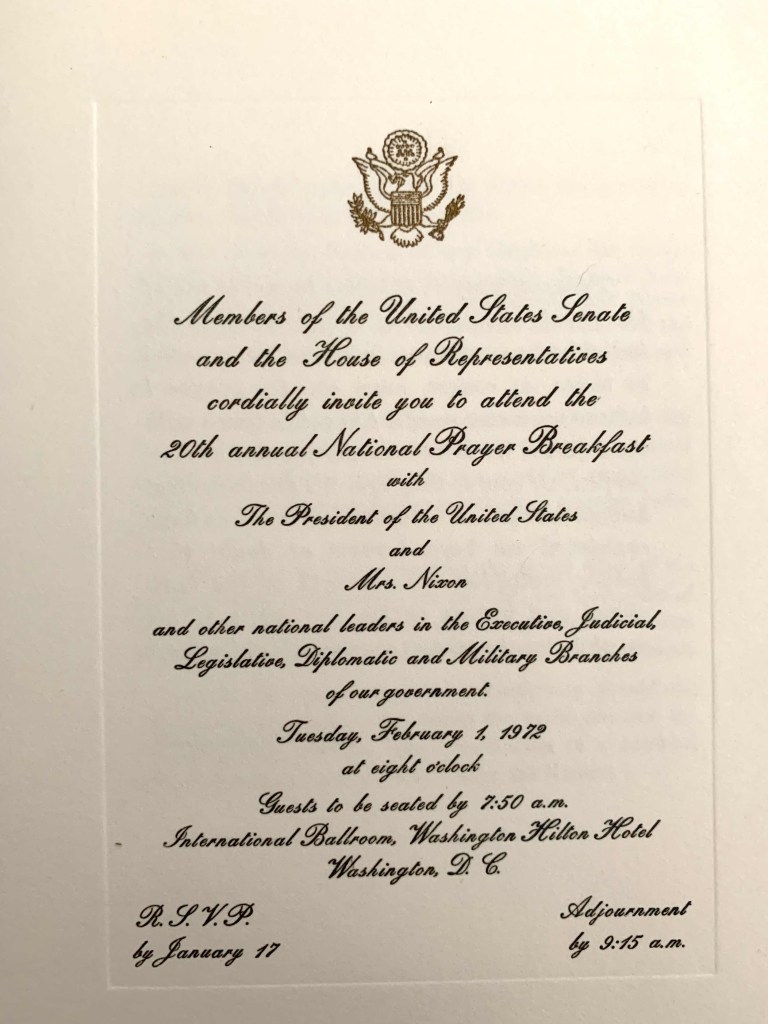 Members of the United States Senate
and the House of Representatives
cordially invite you to attend the
20th annual National Prayer Breakfast
with
The President of the United States
and
Mrs. Nixon
and other national leaders in the Executive, Judicial,
Legislative, Diplomatic and Military Branches
of our government.
Tuesday, February 1, 1972
at eight o'clock
Guests to be seated by 7:50 a.m.
International Ballroom, Washington Hilton Hotel
Washington, D. C.
R. S. V. P.
by January 17
Adjournment
by 9:15 a.m.